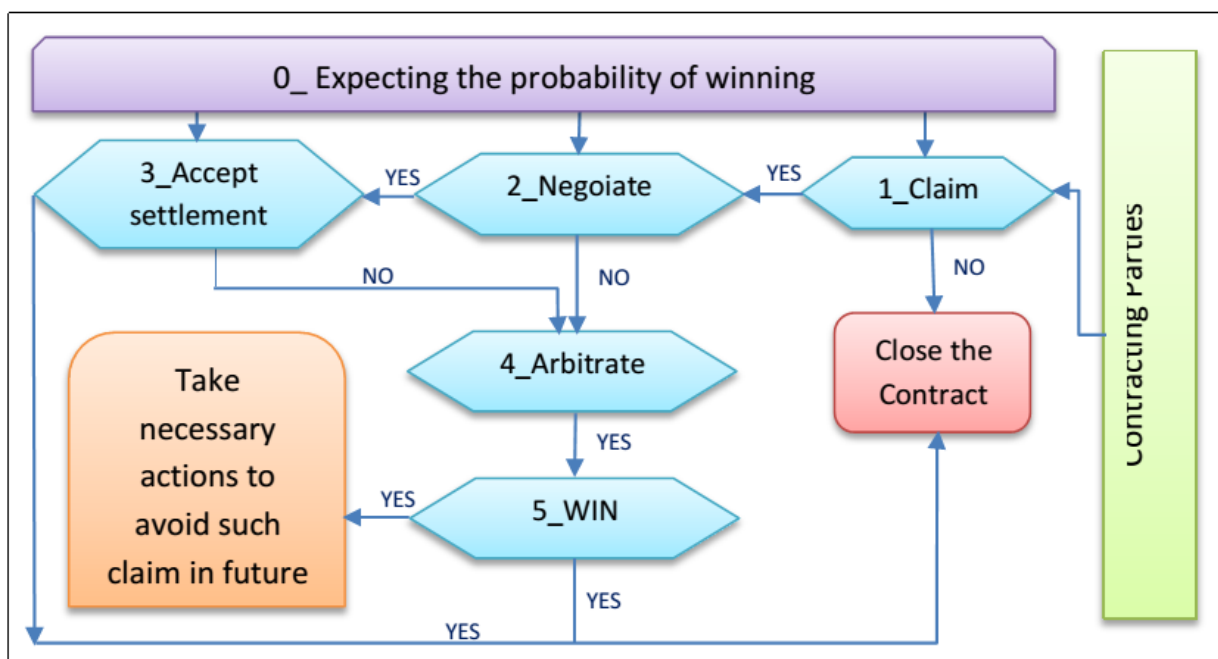 0_ Expecting the probability of winning
3_Accept
settlement
YES
2_Negoiate
YES
1_Claim
NO
NO
NO
4_Arbitrate
Close the
Contract
Contracting Parties
Take
necessary
actions to
avoid such
claim in future
YES
YES
5_WIN
YES
YES